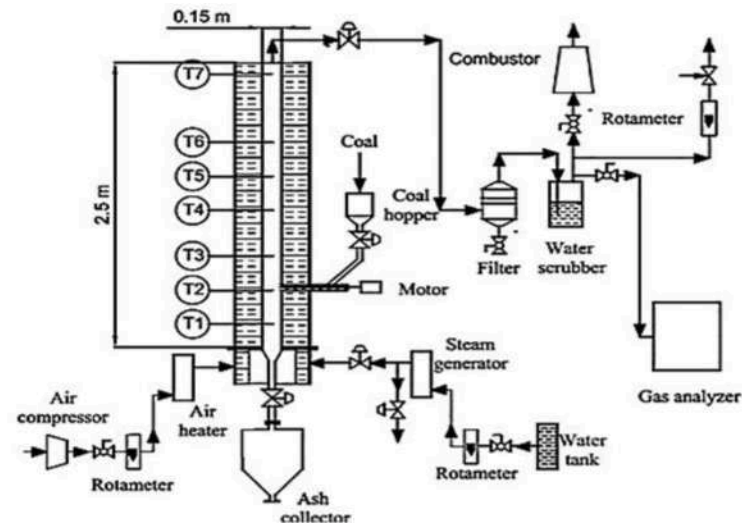 0.15 m
T7
T6
T5
T4
T3
T2
T1
2.5 m
Coal
Coal
hopper
Motor
Combustor
Rotameter
Filter
Water
scrubber
Gas analyzer
Steam
generator
Air
compressor
Rotameter
Air
heater
Ash
collector
Rotameter
Water
tank